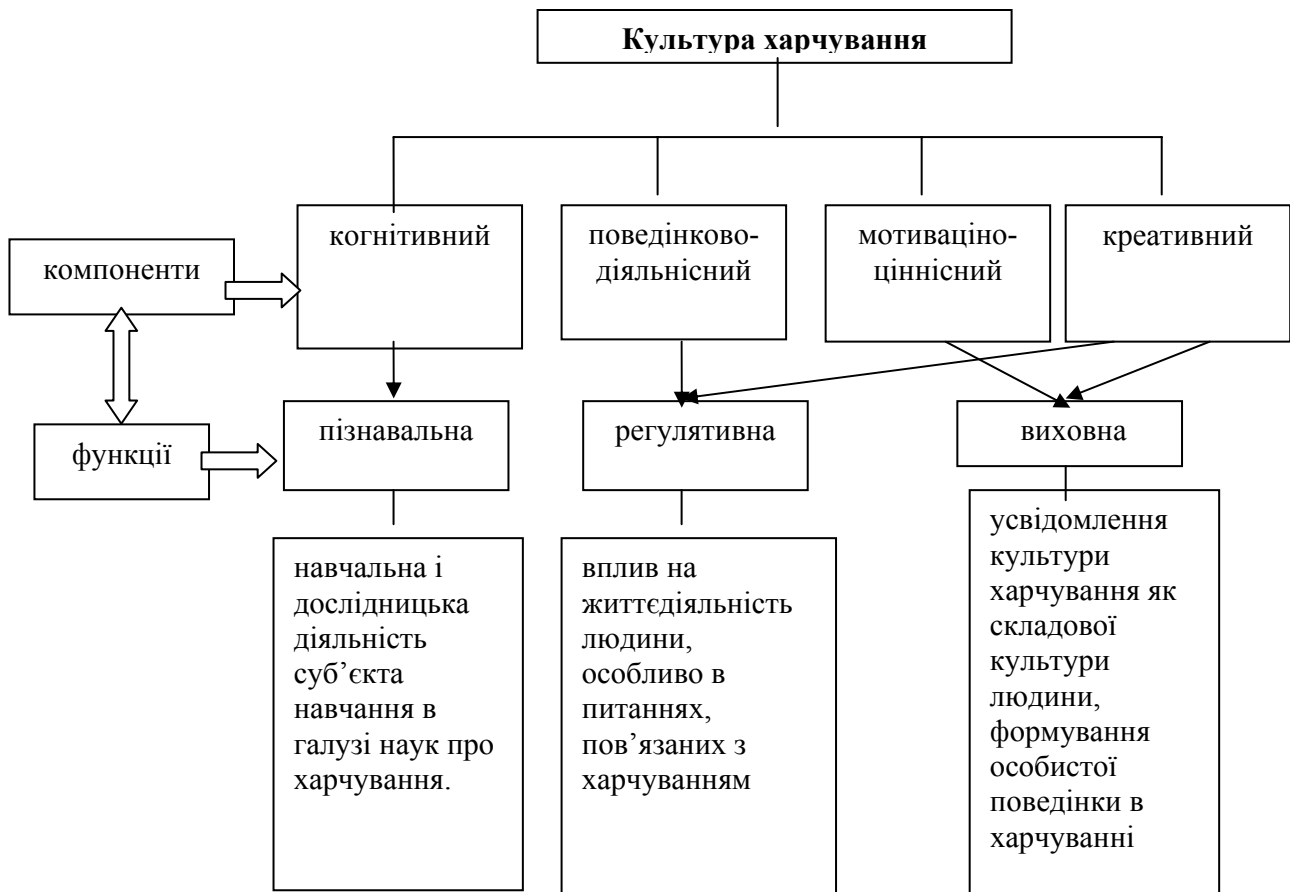 Культура харчування
когнітивний
поведінково-
діяльнісний
мотиваціно-
ціннісний
креативний
компоненти
функції
пізнавальна
регулятивна
виховна
навчальна і
дослідницька
діяльність
суб’єкта
навчання в
галузі наук про
харчування.
вплив на
життєдіяльність
людини,
особливо в
питаннях,
пов’язаних з
харчуванням
усвідомлення
культури
харчування як
складової
культури
людини,
формування
особистої
поведінки в
харчуванні